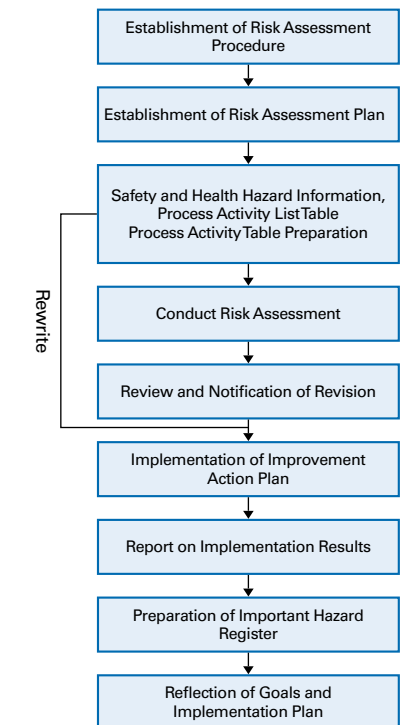 Establishment of Risk Assessment
Procedure
Establishment of Risk Assessment Plan
Safety and Health Hazard Information,
Process Activity List Table
Process Activity Table Preparation
Rewrite
Conduct Risk Assessment
Review and Notification of Revision
Implementation of Improvement
Action Plan
Report on Implementation Results
Preparation of Important Hazard
Register
Reflection of Goals and
Implementation Plan